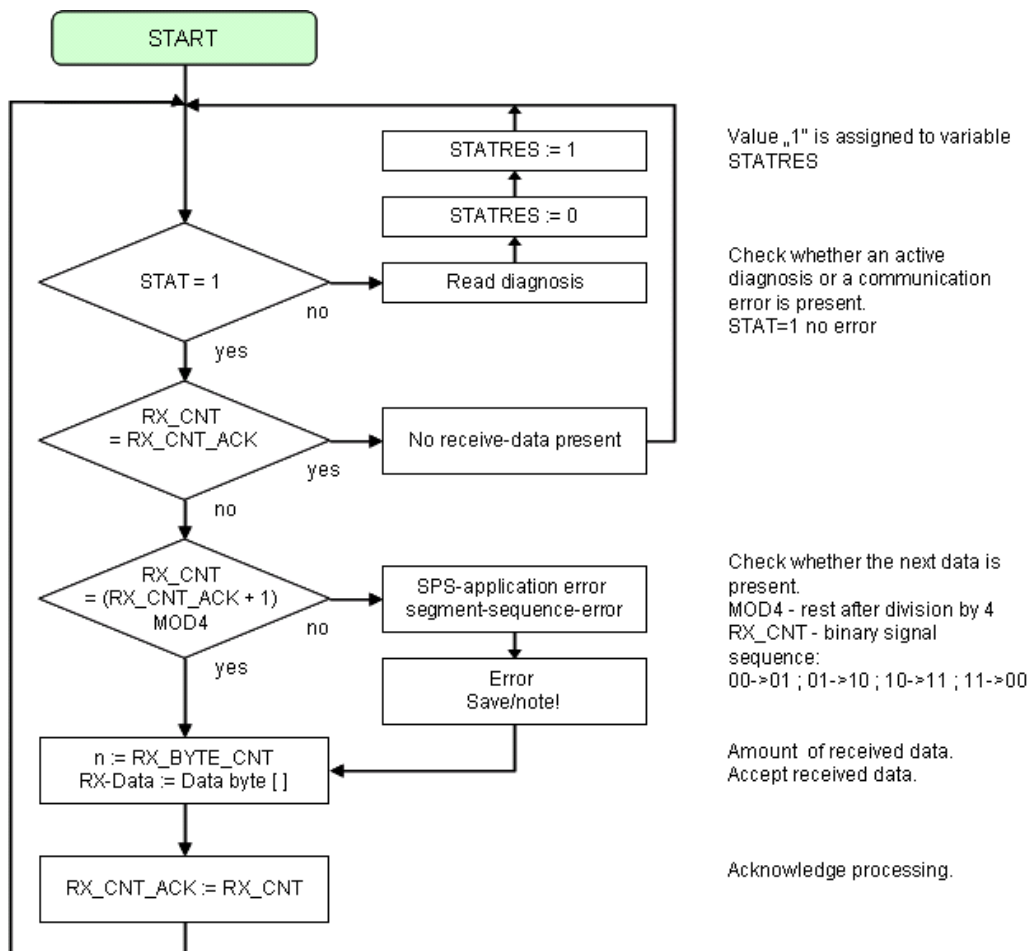 START
STATRES := 1
Value „1" is assigned to variable
STATRES
STATRES := 0
STAT = 1
no
Read diagnosis
Check whether an active
diagnosis or a communication
error is present.
STAT=1 no error
yes
RX_CNT
= RX_CNT_ACK
yes
No receive-data present
no
RX_CNT
= (RX_CNT_ACK + 1)
MOD4
no
SPS-application error
segment-sequence-error
Check whether the next data is
present.
MOD4 - rest after division by 4
RX_CNT - binary signal
sequence:
00->01 ; 01->10 ; 10->11 ; 11->00
yes
Error
Save/note!
n := RX_BYTE_CNT
RX-Data := Data byte [ ]
Amount of received data.
Accept received data.
RX_CNT_ACK := RX_CNT
Acknowledge processing.